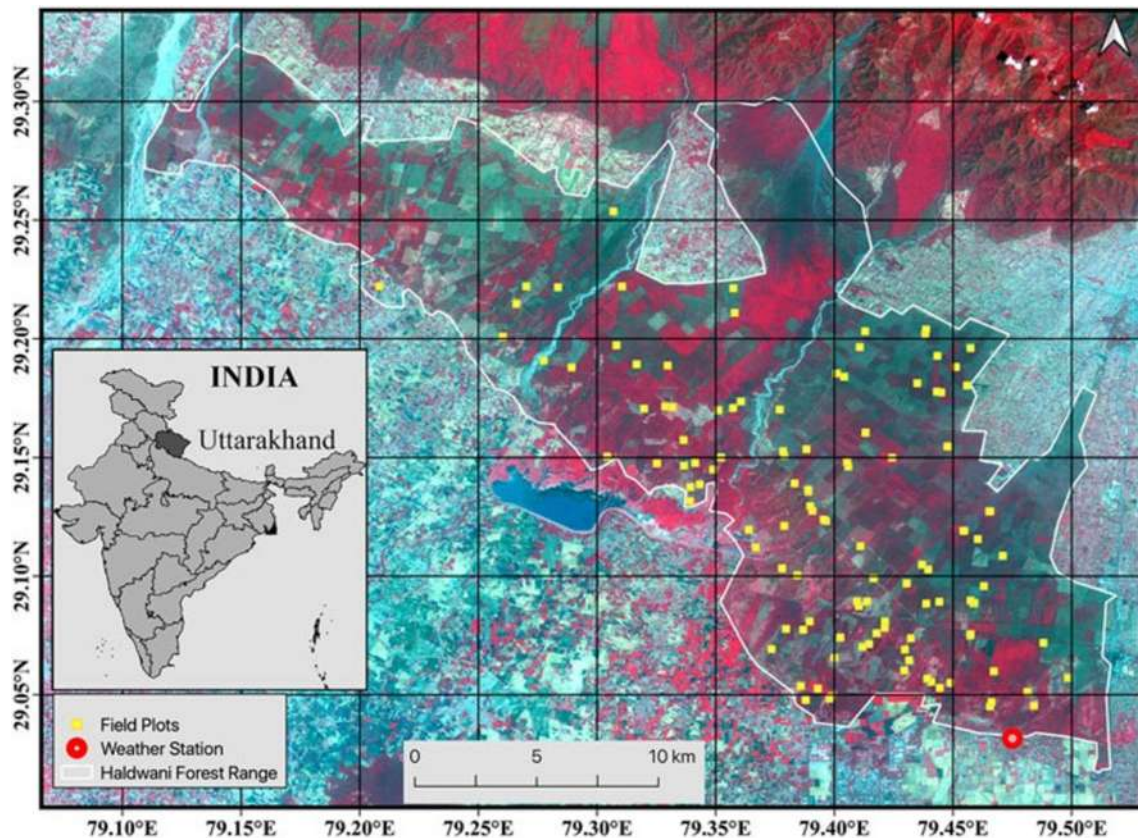 29.30°N
29.25°N
29.20°N
29.15°N
29.10°N
29.05°N
INDIA
Uttarakhand
Field Plots
Weather Station
Haldwani Forest Range
0 5 10 km
79.10°E 79.15°E 79.20°E 79.25°E 79.30°E 79.35°E 79.40°E 79.45°E 79.50°E